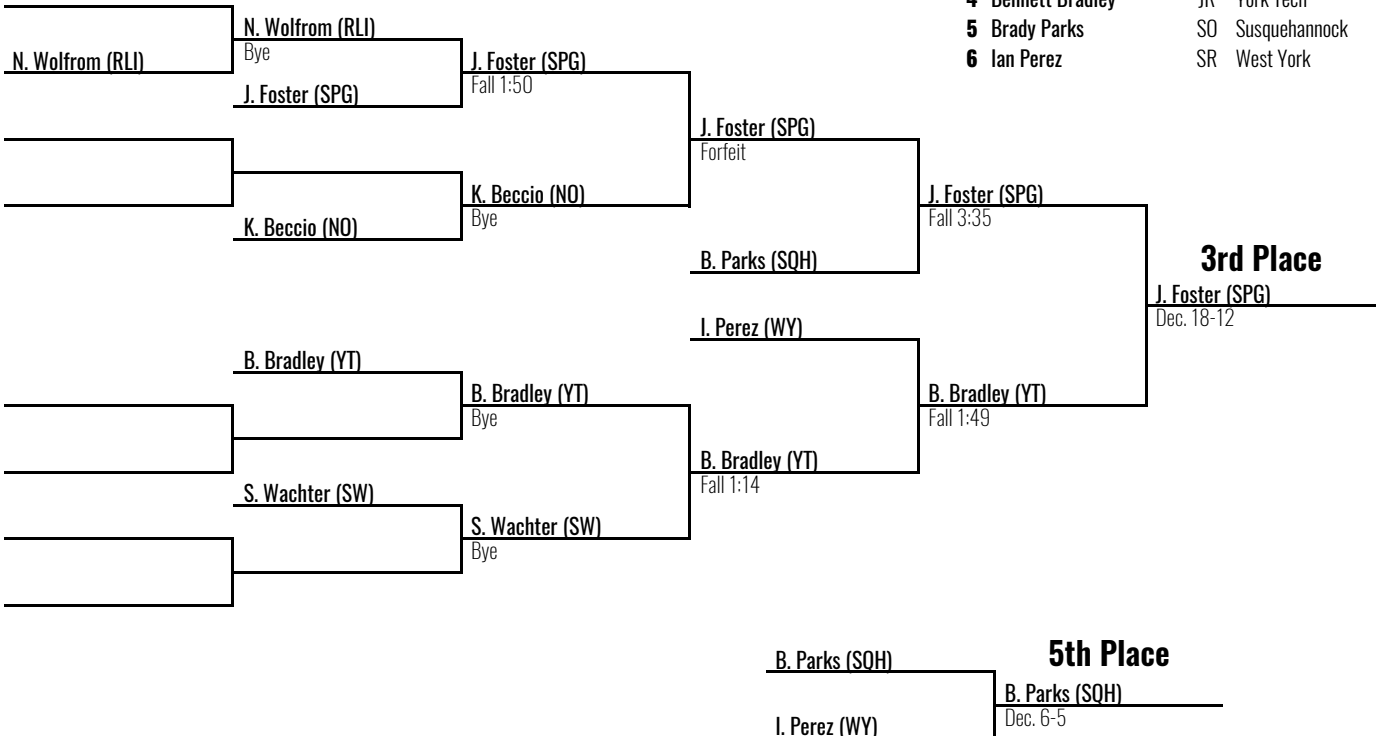 4 Bennett Bradley JR York Tech
5 Brady Parks SO Susquehannock
6 Ian Perez SR West York
N. Wolfrom (RLI)
N. Wolfrom (RLI)
Bye
J. Foster (SPG)
J. Foster (SPG)
Fall 1:50
K. Beccio (NO)
K. Beccio (NO)
Bye
J. Foster (SPG)
Forfeit
B. Parks (SQH)
J. Foster (SPG)
Fall 3:35
3rd Place
J. Foster (SPG)
Dec. 18-12
I. Perez (WY)
B. Bradley (YT)
B. Bradley (YT)
Bye
B. Bradley (YT)
Fall 1:49
B. Bradley (YT)
Fall 1:14
S. Wachter (SW)
S. Wachter (SW)
Bye
5th Place
B. Parks (SQH)
B. Parks (SQH)
Dec. 6-5
I. Perez (WY)